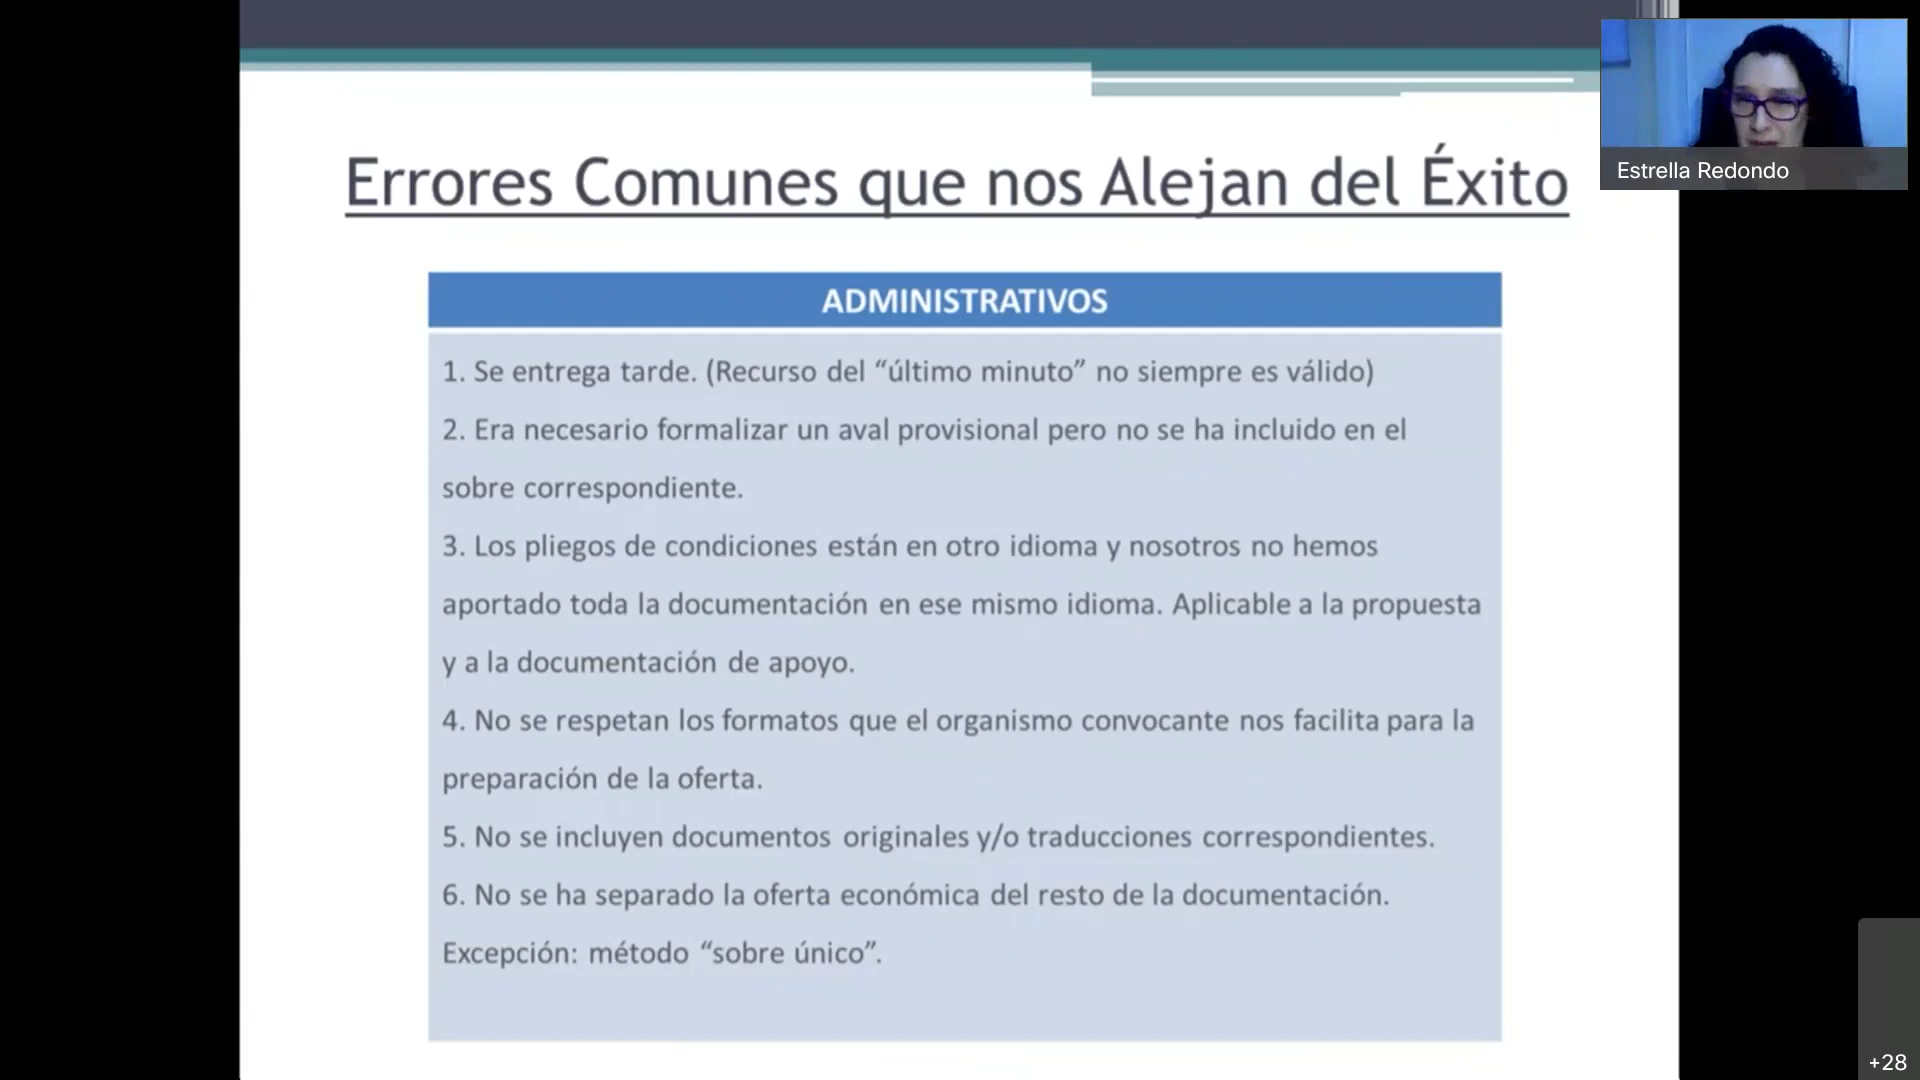 Errores Comunes que nos Alejan del Éxito
Estrella Redondo
ADMINISTRATIVOS
1. Se entrega tarde. (Recurso del “último minuto” no siempre es válido)
2. Era necesario formalizar un aval provisional pero no se ha incluido en el
sobre correspondiente.
3. Los pliegos de condiciones están en otro idioma y nosotros no hemos
aportado toda la documentación en ese mismo idioma. Aplicable a la propuesta
y a la documentación de apoyo.
4. No se respetan los formatos que el organismo convocante nos facilita para la
preparación de la oferta.
5. No se incluyen documentos originales y/o traducciones correspondientes.
6. No se ha separado la oferta económica del resto de la documentación.
Excepción: método “sobre único”.
+28